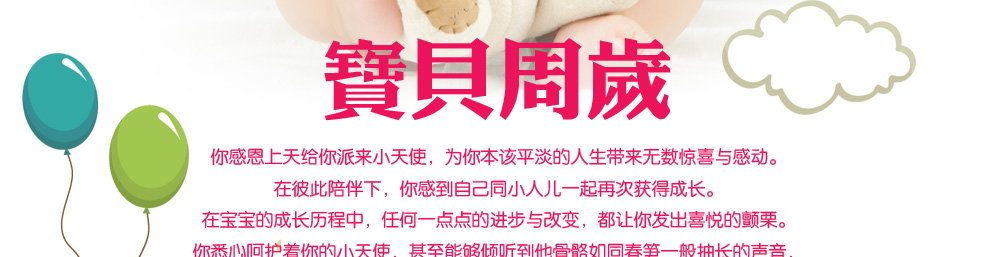 寶貝周歲
你感恩上天给你派来小天使，为你本该平淡的人生带来无数惊喜与感动。
在彼此陪伴下，你感到自己同小人儿一起再次获得成长。
在宝宝的成长历程中，任何一点点的进步与改变，都让你发出喜悦的颤栗。
你悉心呵护着你的小天使，甚至能够倾听到他骨骼如同春笋一般抽长的声音，